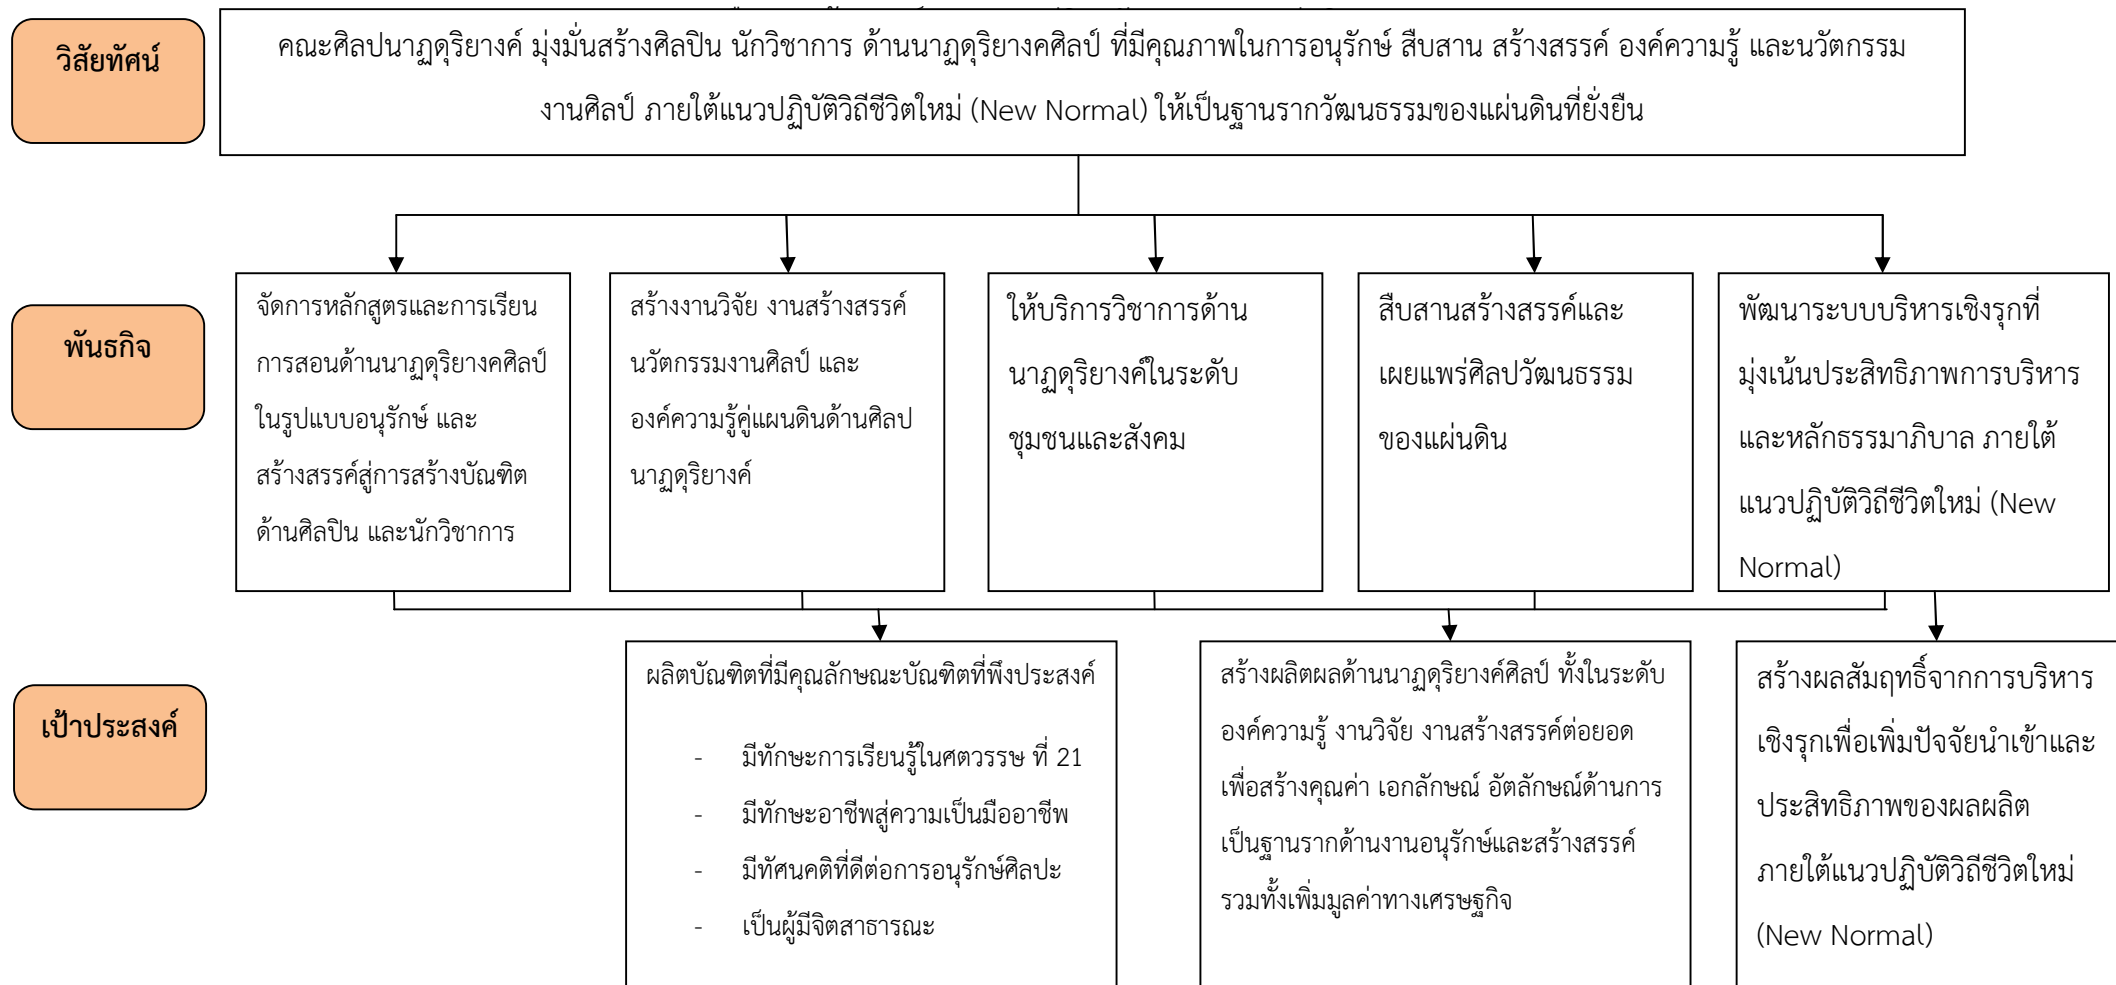 วิสัยทัศน์
คณะศิลปนาฏดุริยางค์ มุ่งมั่นสร้างศิลปิน นักวิชาการ ด้านนาฏดุริยางคศิลป์ ที่มีคุณภาพในการอนุรักษ์ สืบสาน สร้างสรรค์ องค์ความรู้ และนวัตกรรม
งานศิลป์ ภายใต้แนวปฏิบัติวิถีชีวิตใหม่ (New Normal) ให้เป็นฐานรากวัฒนธรรมของแผ่นดินที่ยั่งยืน
พันธกิจ
จัดการหลักสูตรและการเรียน
การสอนด้านนาฏดุริยางคศิลป์
ในรูปแบบอนุรักษ์ และ
สร้างสรรค์สู่การสร้างบัณฑิต
ด้านศิลปิน และนักวิชาการ
สร้างงานวิจัย งานสร้างสรรค์
นวัตกรรมงานศิลป์ และ
องค์ความรู้คู่แผนดินด้านศิลป
นาฏดุริยางค์
ให้บริการวิชาการด้าน
นาฏดุริยางค์ในระดับ
ชุมชนและสังคม
สืบสานสร้างสรรค์และ
เผยแพร่ศิลปวัฒนธรรม
ของแผ่นดิน
พัฒนาระบบบริหารเชิงรุกที่
มุ่งเน้นประสิทธิภาพการบริหาร
และหลักธรรมาภิบาล ภายใต้
แนวปฏิบัติวิถีชีวิตใหม่ (New
Normal)
เป้าประสงค์
ผลิตบัณฑิตที่มีคุณลักษณะบัณฑิตที่พึงประสงค์
- มีทักษะการเรียนรู้ในศตวรรษ ที่ 21
- มีทักษะอาชีพสู่ความเป็นมืออาชีพ
- มีทัศนคติที่ดีต่อการอนุรักษ์ศิลปะ
- เป็นผู้มีจิตสาธารณะ
สร้างผลิตผลด้านนาฏดุริยางค์ศิลป์ ทั้งในระดับ
องค์ความรู้ งานวิจัย งานสร้างสรรค์ต่อยอด
เพื่อสร้างคุณค่า เอกลักษณ์ อัตลักษณ์ด้านการ
เป็นฐานรากด้านงานอนุรักษ์และสร้างสรรค์
รวมทั้งเพิ่มมูลค่าทางเศรษฐกิจ
สร้างผลสัมฤทธิ์จากการบริหาร
เชิงรุกเพื่อเพิ่มปัจจัยนำเข้าและ
ประสิทธิภาพของผลผลิต
ภายใต้แนวปฏิบัติวิถีชีวิตใหม่
(New Normal)